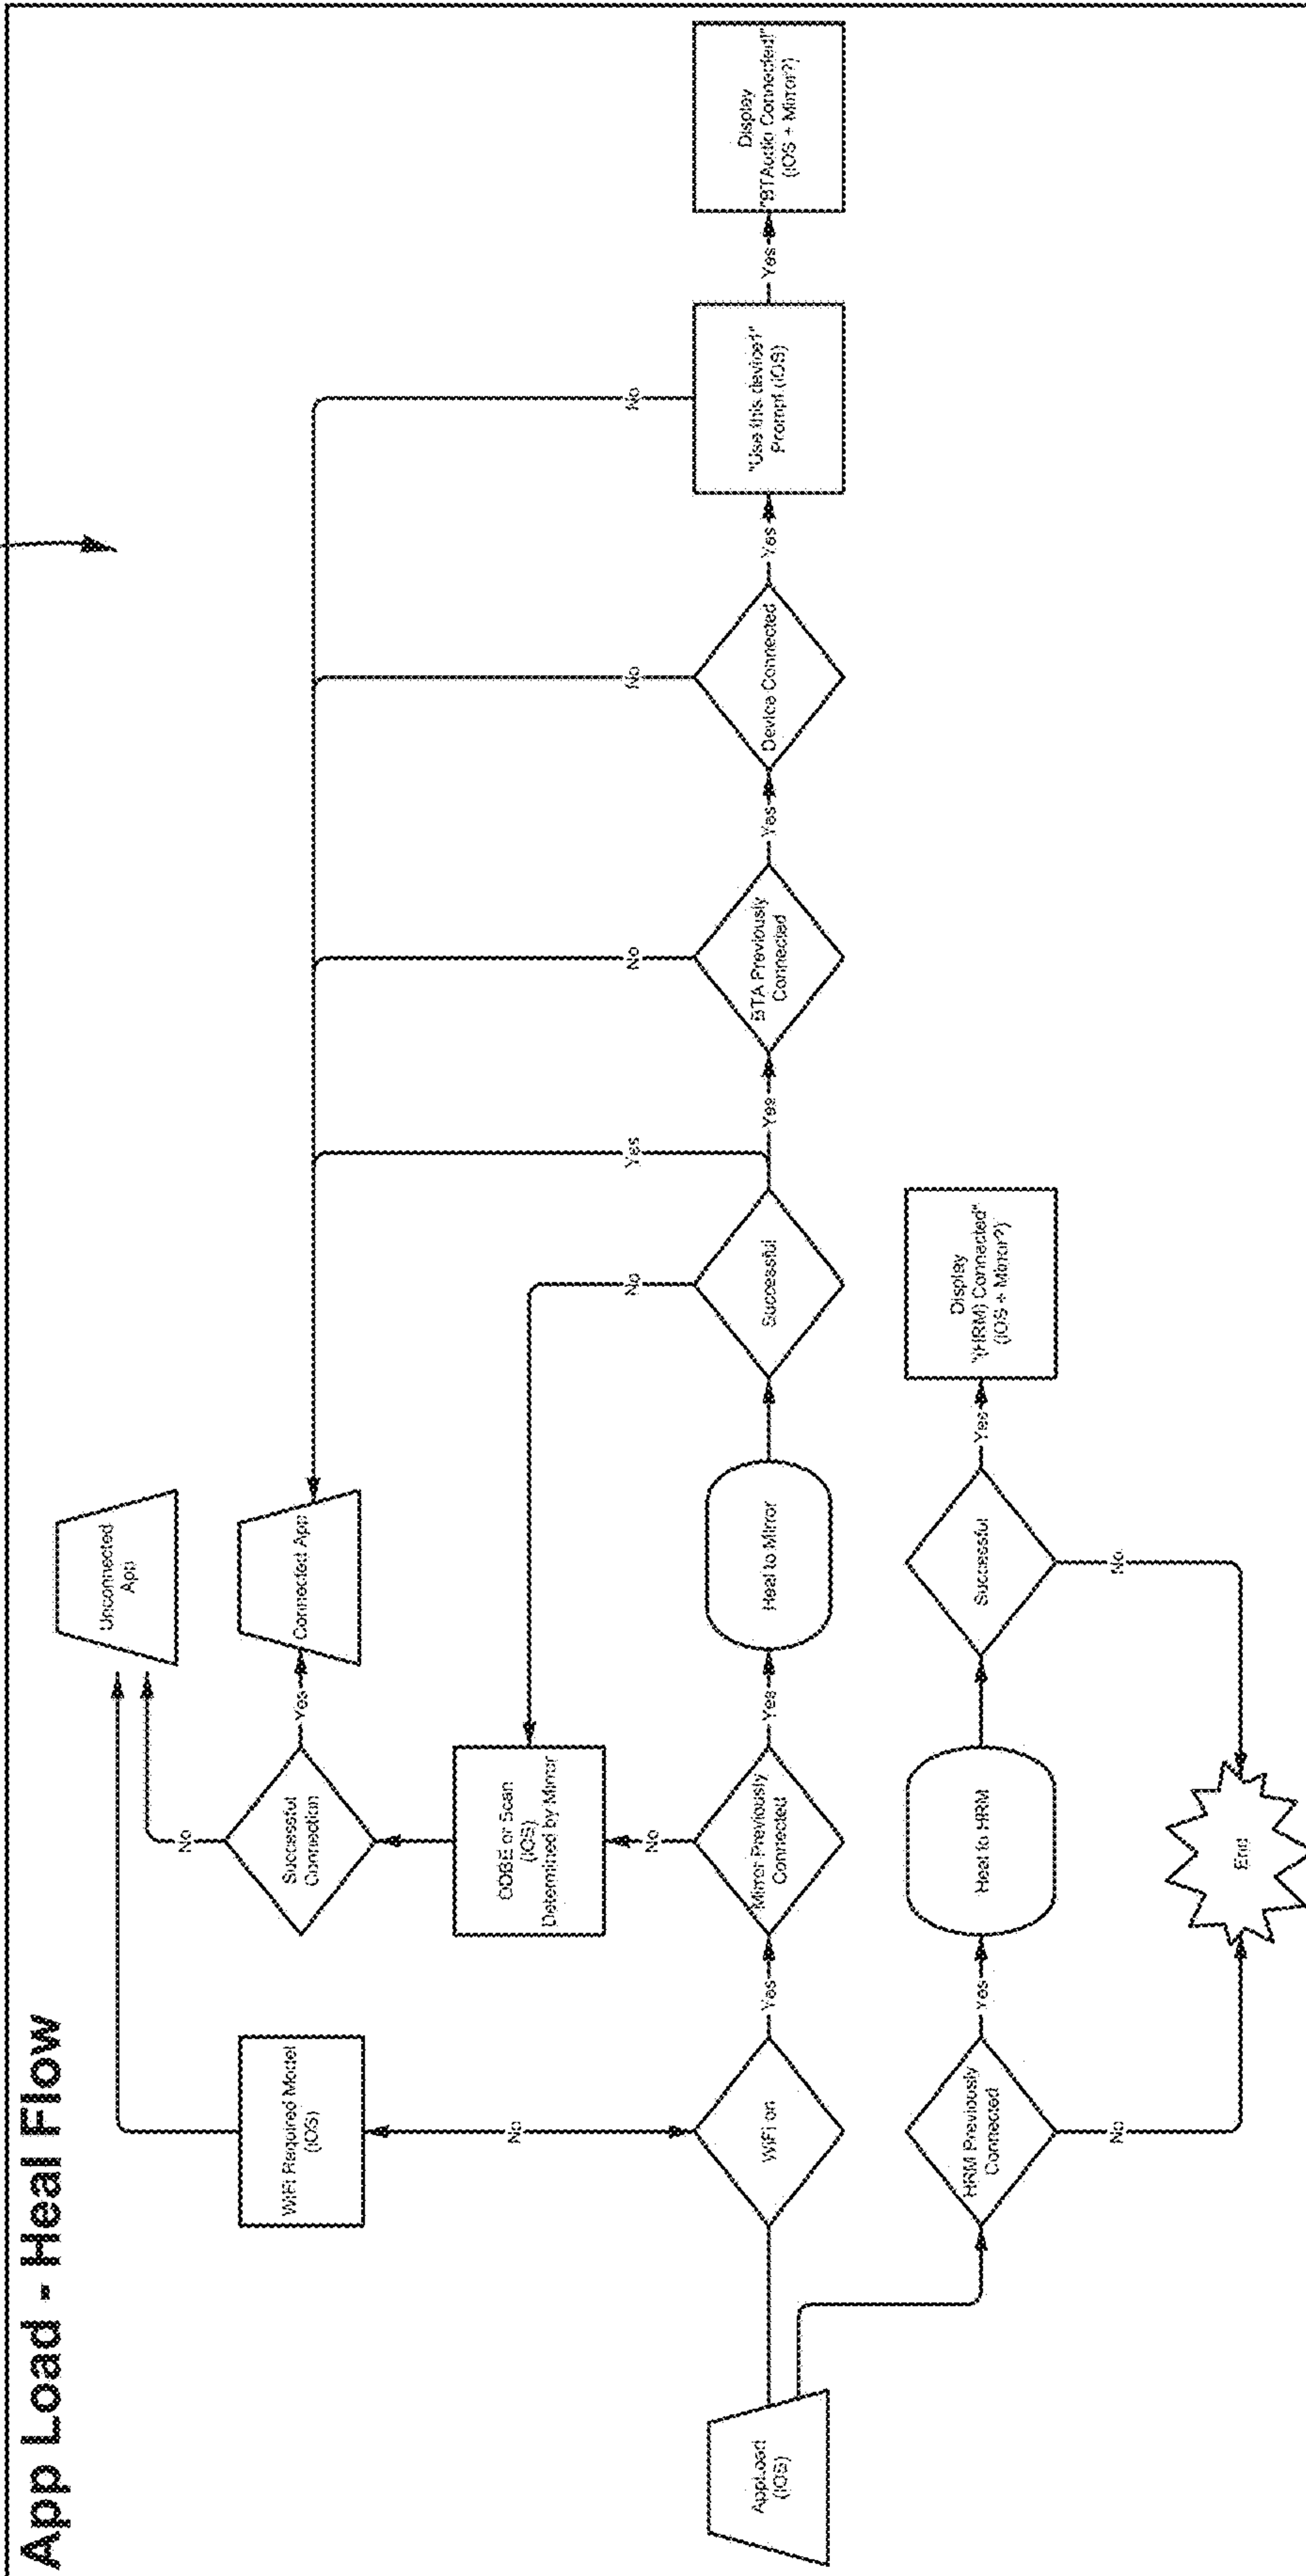 App Load - Heal Flow
AppLoad
(iOS)
WiFi Required Model
(iOS)
No
WiFi on
Yes
HRM Previously
Connected
No
Yes
Unconnected
App
No
Successful
Connection
Yes
Connected App
OOBE or Scan
(iOS)
Determined by Mirror
No
Mirror Previously
Connected
Yes
Heal to Mirror
Heal to HRM
End
Successful
No
Yes
Display
"(HRM) Connected"
(iOS + Mirror?)
Successful
No
Yes
Yes
BTA Previously
Connected
No
Yes
Device Connected
No
Yes
"Use this device?"
Prompt (iOS)
No
Yes
Display
"BTAudio Connected!"
(iOS + Mirror?)